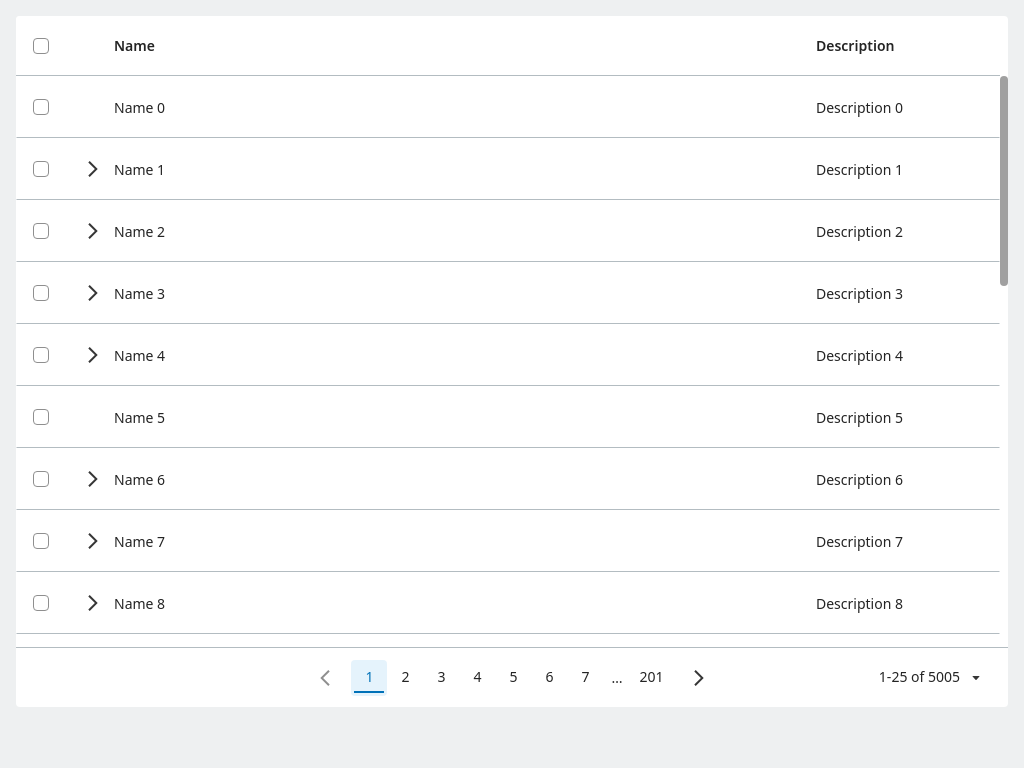 Name Description
Name 0 Description 0
Name 1 Description 1
Name 2 Description 2
Name 3 Description 3
Name 4 Description 4
Name 5 Description 5
Name 6 Description 6
Name 7 Description 7
Name 8 Description 8
1 2 3 4 5 6 7 ... 201 1-25 of 5005